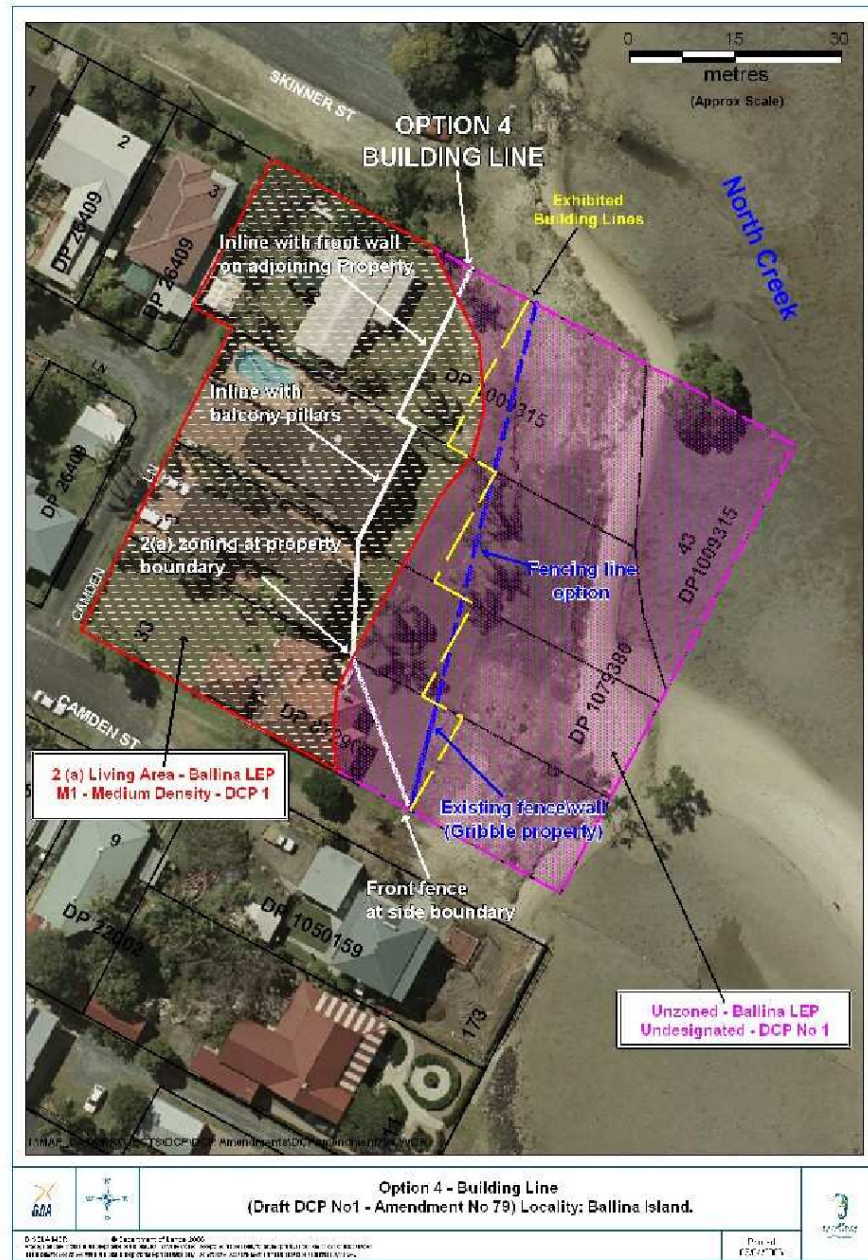 0 15 30
metres
(Approx Scale)
SKINNER ST
OPTION 4
BUILDING LINE
North Creek
Exhibited
Building Lines
1
2
3
DP 26409
DP 26409
Inline with front wall
on adjoining Property
LN
Inline with
balcony pillars
DP 1009315
DP 26408
LN
2(a) zoning at property
boundary
Fencing line
option
43
DP1009315
CAMDEN
33
DP 1079380
CAMDEN ST
2 (a) Living Area - Ballina LEP
M1 - Medium Density - DCP 1
Existing fence/wall
(Gribble property)
9
Front fence
at side boundary
DP 22002
DP 1050159
173
Unzoned - Ballina LEP
Undesignated - DCP No 1
GDA
Option 4 - Building Line
(Draft DCP No1 - Amendment No 79) Locality: Ballina Island.